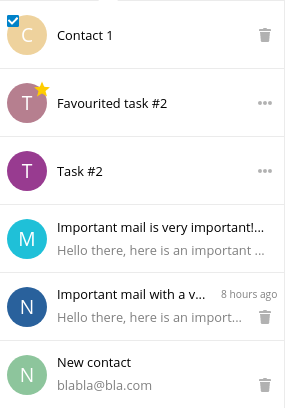 C
Contact 1
T
Favourited task #2
T
Task #2
M
Important mail is very important!...
Hello there, here is an important ...
N
Important mail with a v... 8 hours ago
Hello there, here is an import...
N
New contact
blabla@bla.com